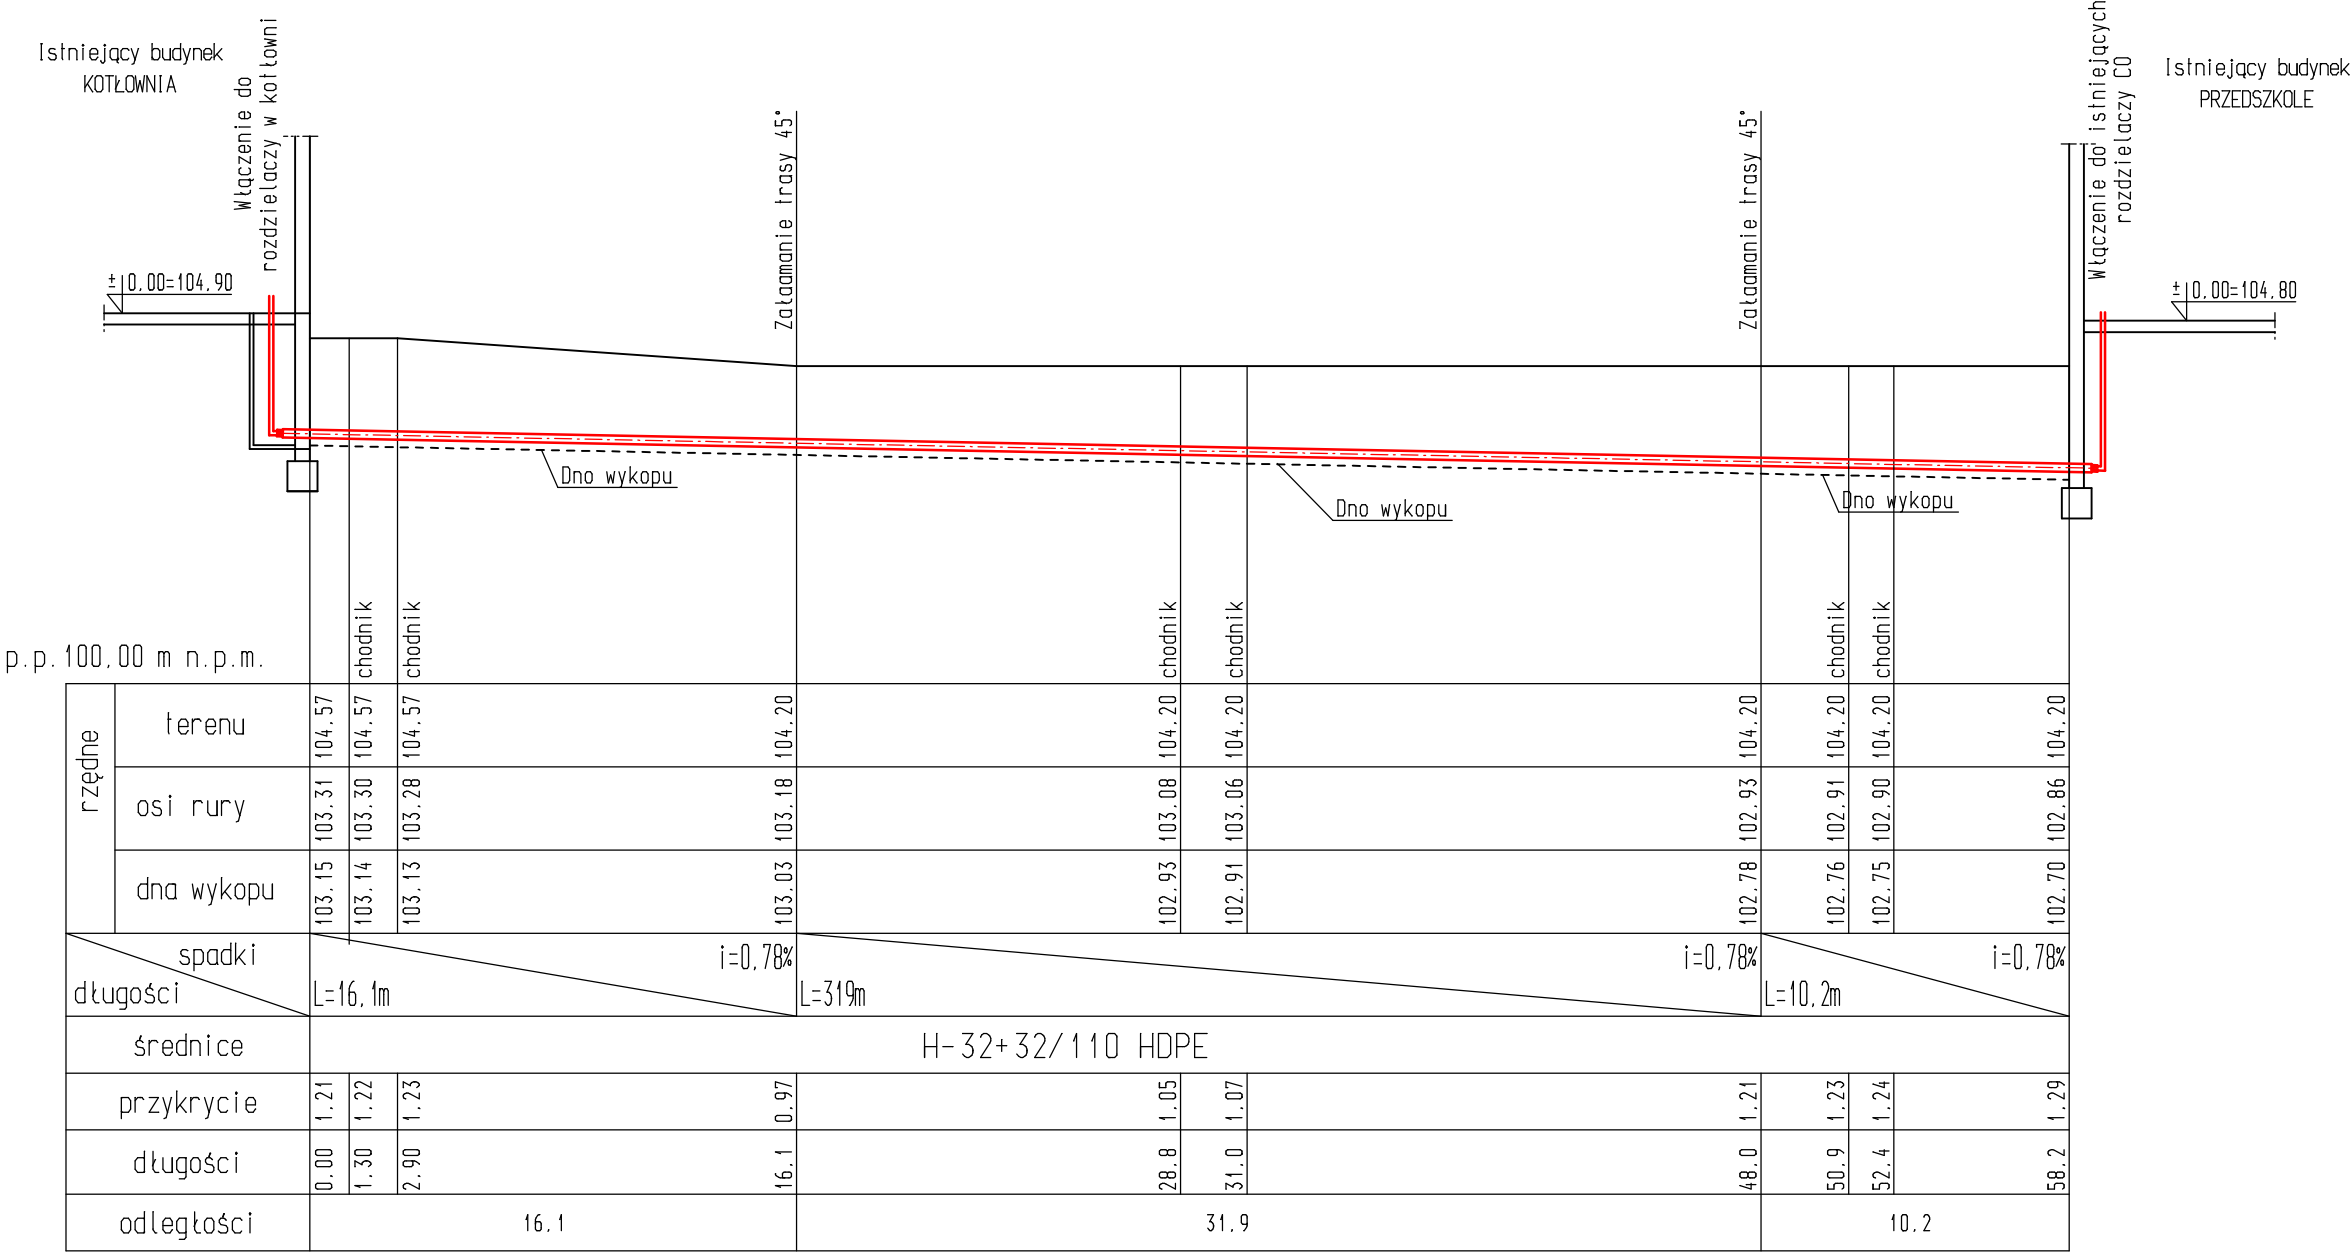 Istniejący budynek
KOTŁOWNIA
Włączenie do
rozdzielaczy w kotłowni
Załaamanie trasy 45°
Załaamanie trasy 45°
Włączenie do istniejących
rozdzielaczy CO
Istniejący budynek
PRZEDSZKOLE
± 0,00=104,90
± 0,00=104,80
Dno wykopu
Dno wykopu
Dno wykopu
chodnik
chodnik
chodnik
chodnik
chodnik
chodnik
p.p. 100,00 m n.p.m.
rzędne
terenu
104,57 104,57 104,57 104,20 104,20 104,20 104,20 104,20 104,20 104,20
osi rury
103,31 103,30 103,28 103,18 103,08 103,06 102,93 102,91 102,90 102,86
dna wykopu
103,15 103,14 103,13 103,03 102,93 102,91 102,78 102,76 102,75 102,70
spadki
i=0,78% i=0,78% i=0,78%
długości
L=16,1m L=319m L=10,2m
średnice
H-32+32/110 HDPE
przykrycie
1,21 1,22 1,23 0,97 1,05 1,07 1,21 1,23 1,24 1,29
długości
0,00 1,30 2,90 16,1 28,8 31,0 48,0 50,9 52,4 58,2
odległości
16,1 31,9 10,2